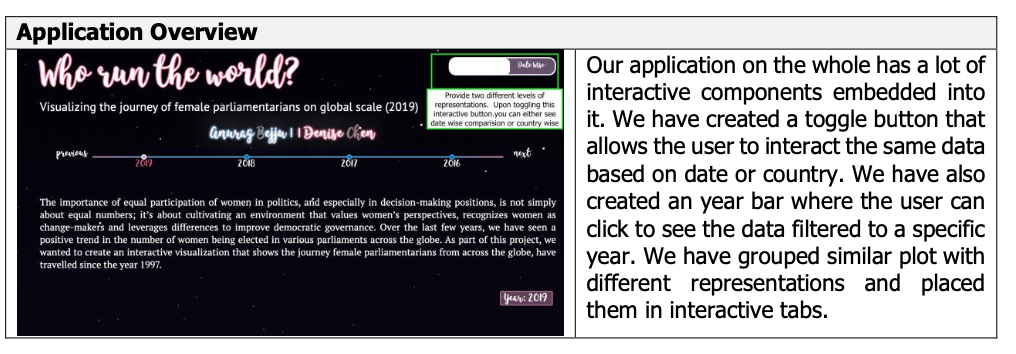 Application Overview
Who run the world?
Date Wise
Visualizing the journey of female parliamentarians on global scale (2019)
Provide two different levels of
representations. Upon toggling this
interactive button.you can either see
date wise comparision or country wise
Anurag Bejju | | Denise Chen
previous
2019
2018
2017
2016
next
The importance of equal participation of women in politics, and especially in decision-making positions, is not simply
about equal numbers; it's about cultivating an environment that values women's perspectives, recognizes women as
change-makers and leverages differences to improve democratic governance. Over the last few years, we have seen a
positive trend in the number of women being elected in various parliaments across the globe. As part of this project, we
wanted to create an interactive visualization that shows the journey female parliamentarians from across the globe, have
travelled since the year 1997.
Year: 2019
Our application on the whole has a lot of
interactive components embedded into
it. We have created a toggle button that
allows the user to interact the same data
based on date or country. We have also
created an year bar where the user can
click to see the data filtered to a specific
year. We have grouped similar plot with
different representations and placed
them in interactive tabs.